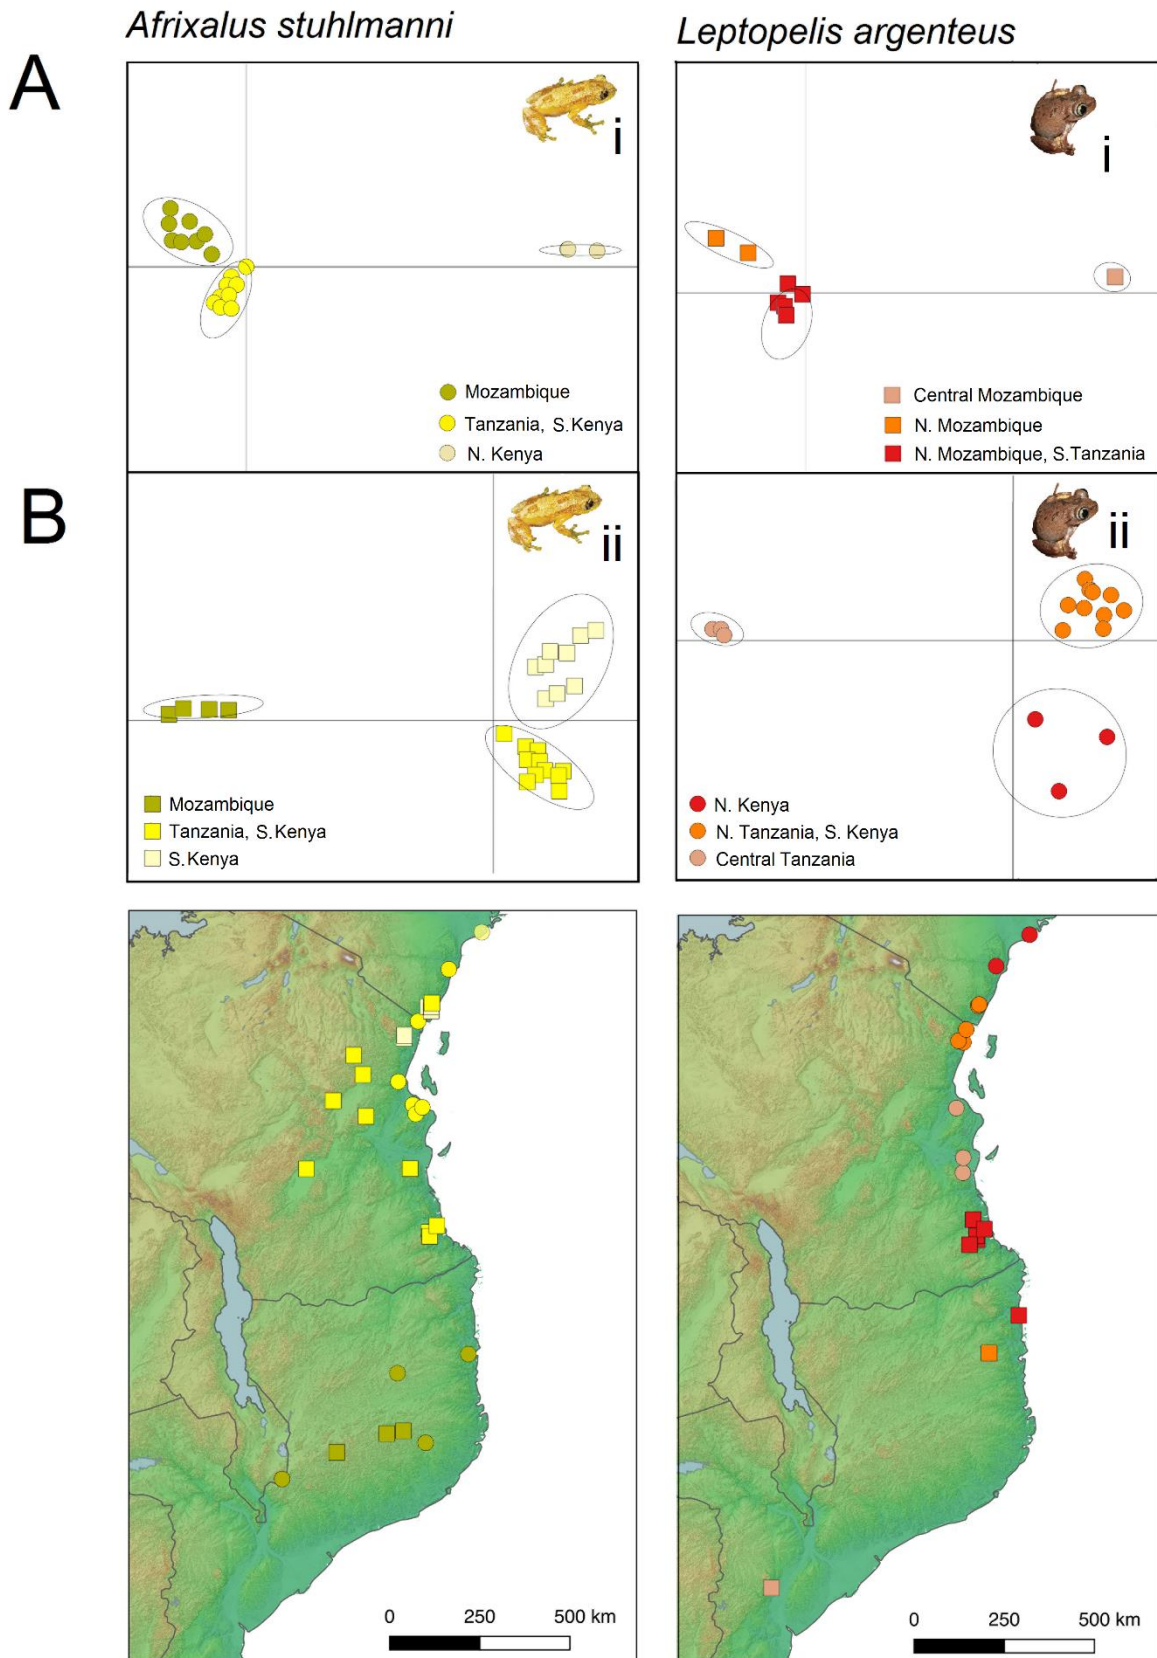 Afrixalus stuhlmanni
Leptopelis argenteus
A
i
Mozambique
Tanzania, S.Kenya
N. Kenya
i
Central Mozambique
N. Mozambique
N. Mozambique, S.Tanzania
B
ii
Mozambique
Tanzania, S.Kenya
S.Kenya
ii
N. Kenya
N. Tanzania, S. Kenya
Central Tanzania
0 250 500 km
0 250 500 km